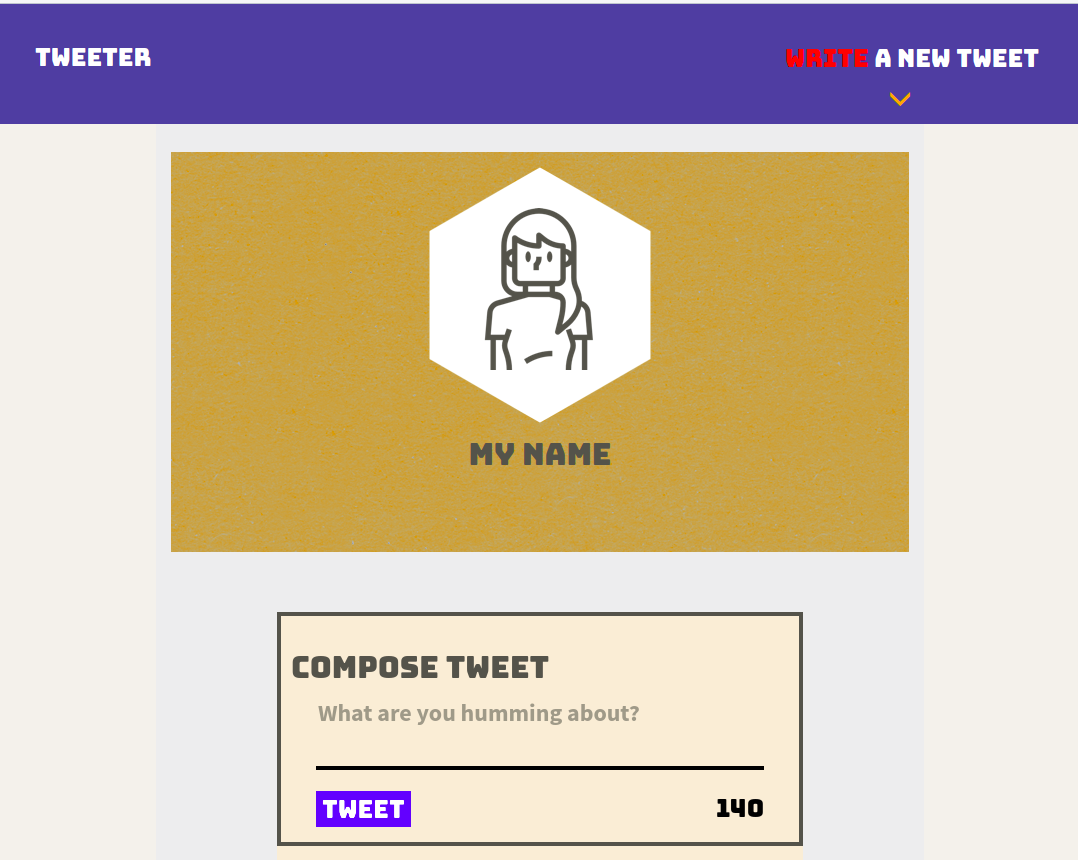 TWEETER
WRITE A NEW TWEET
MY NAME
COMPOSE TWEET
What are you humming about?
TWEET
140